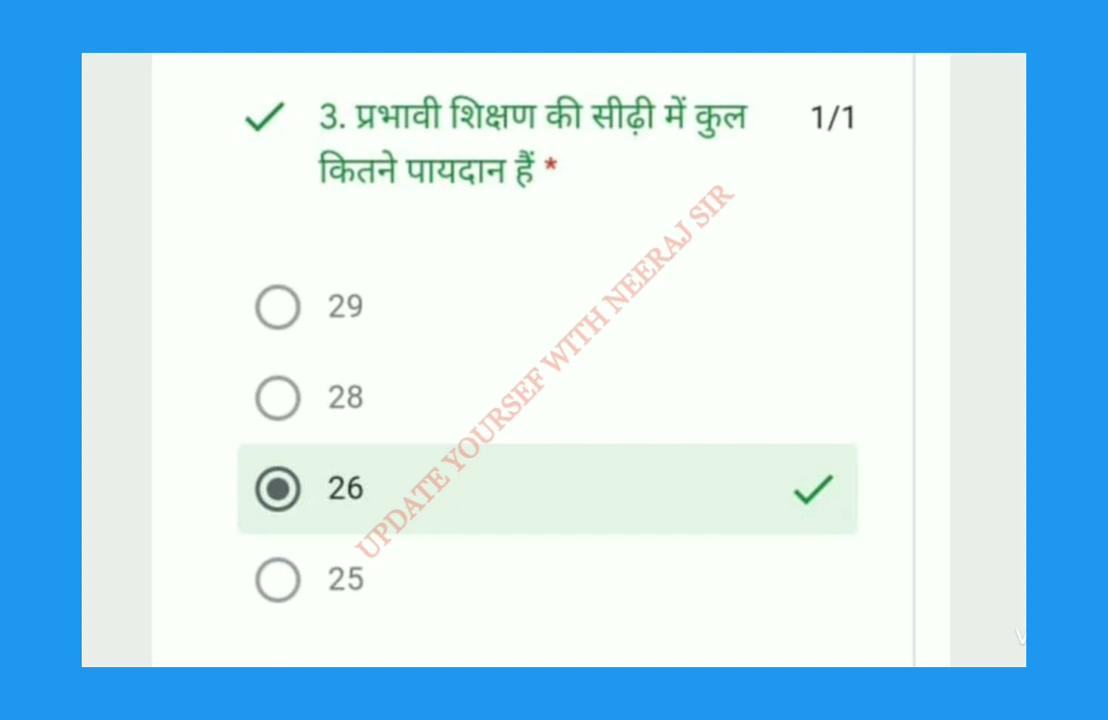 3. प्रभावी शिक्षण की सीढ़ी में कुल 1/1
कितने पायदान हैं *
29
28
26
25
UPDATE YOURSEF WITH NEERAJ SIR